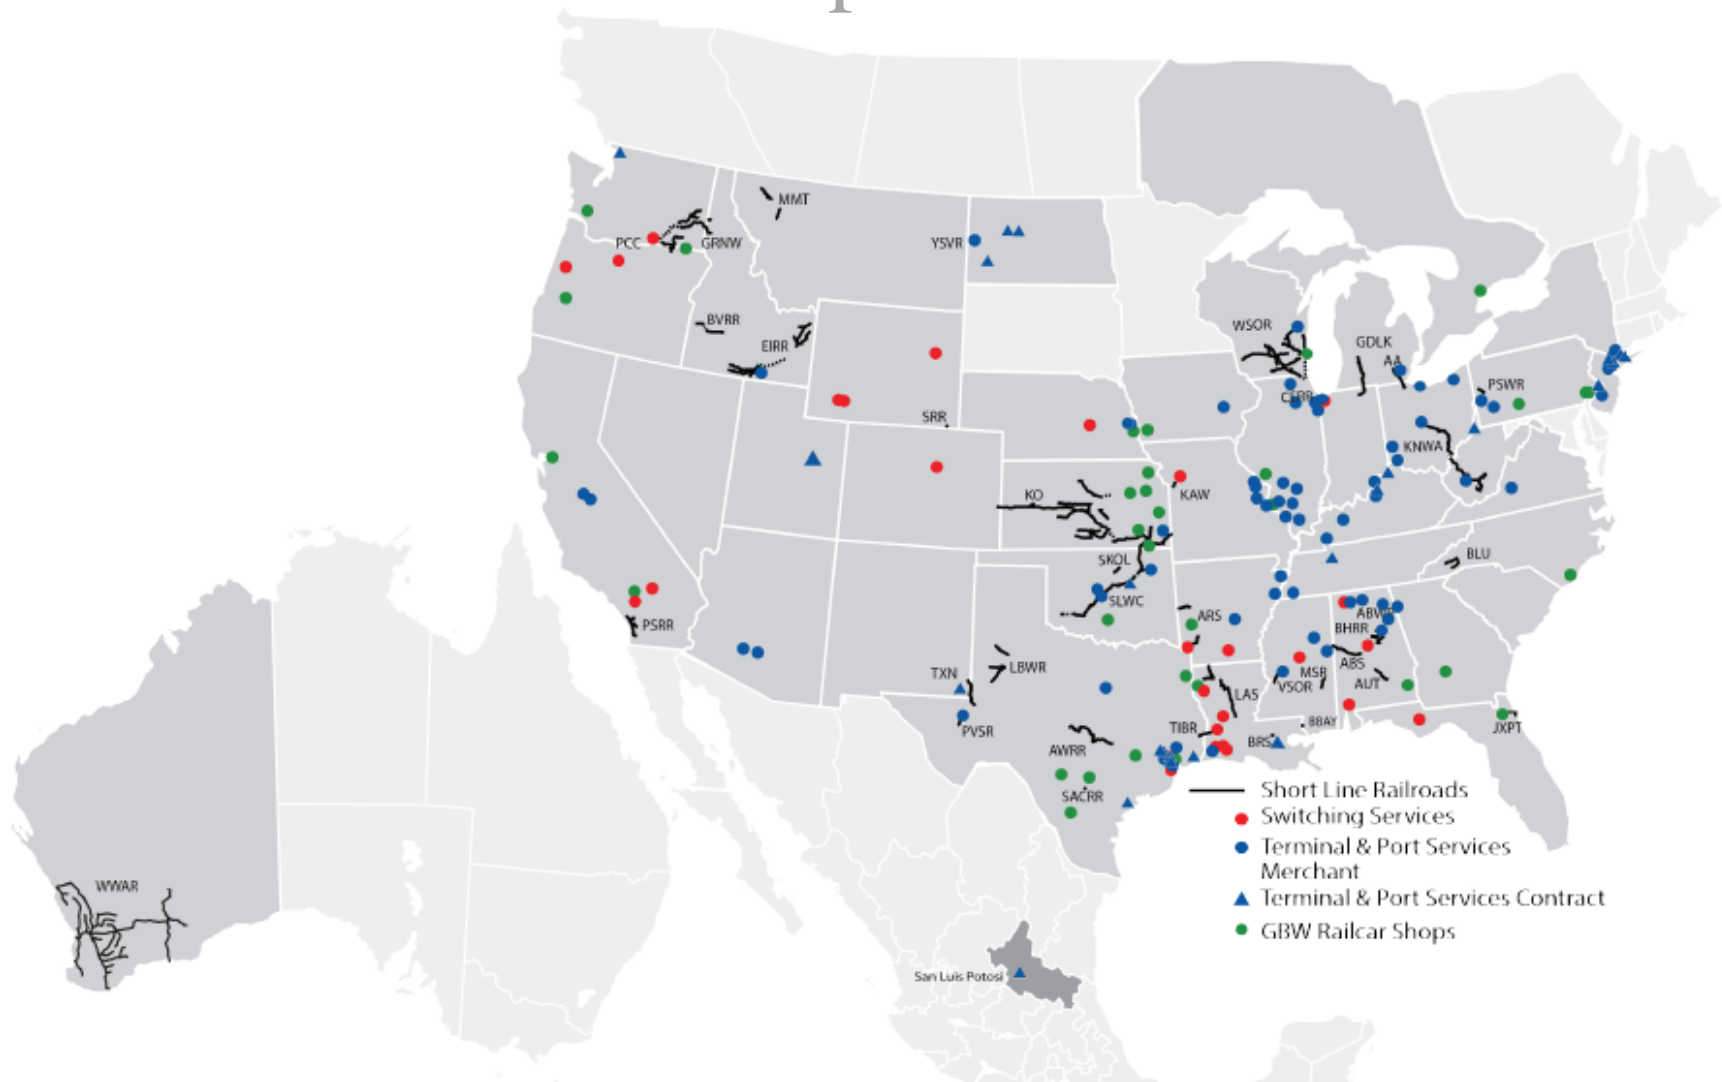 MMT
PCC
GRNW
YSVR
BVRR
EIRR
WSOR
GDLK
AA
PSWR
SRR
KNWA
KO
KAW
SKOL
BLU
SLWC
ARS
PSRR
BHRR
TXN
LBWR
ABS
MSR
VSOR
AUT
LAS
PVSR
TIBR
BBAY
JXPT
AWRR
BRS
SACRR
Short Line Railroads
Switching Services
Terminal & Port Services
Merchant
Terminal & Port Services Contract
GBW Railcar Shops
WWAR
San Luis Potosi